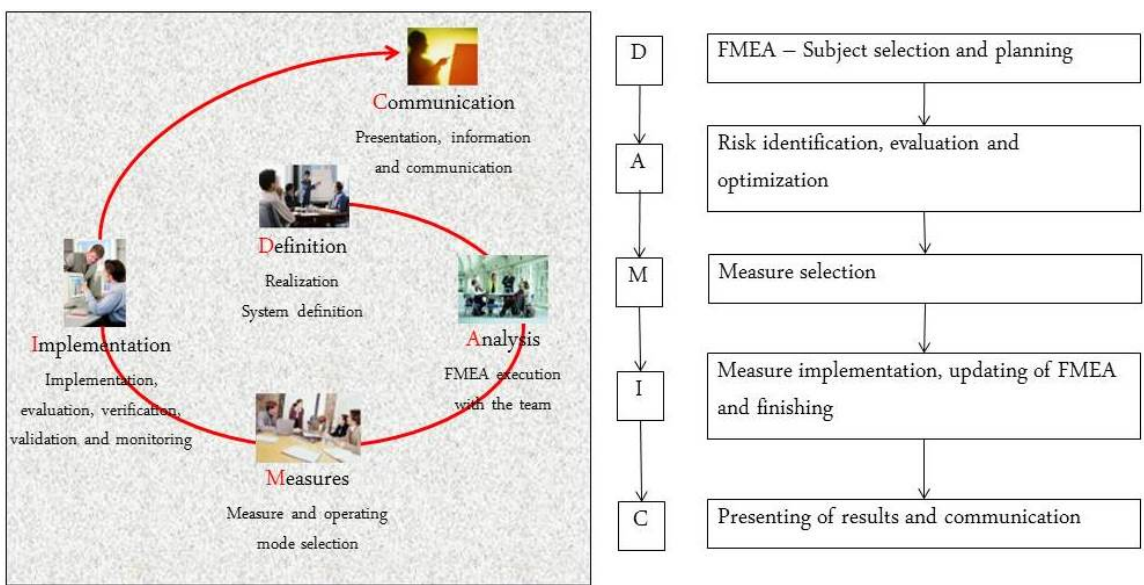 Communication
Presentation, information
and communication
Definition
Realization
System definition
Analysis
FMEA execution
with the team
Implementation
Implementation,
evaluation, verification,
validation and monitoring
Measures
Measure and operating
mode selection
D
FMEA – Subject selection and planning
A
Risk identification, evaluation and
optimization
M
Measure selection
I
Measure implementation, updating of FMEA
and finishing
C
Presenting of results and communication